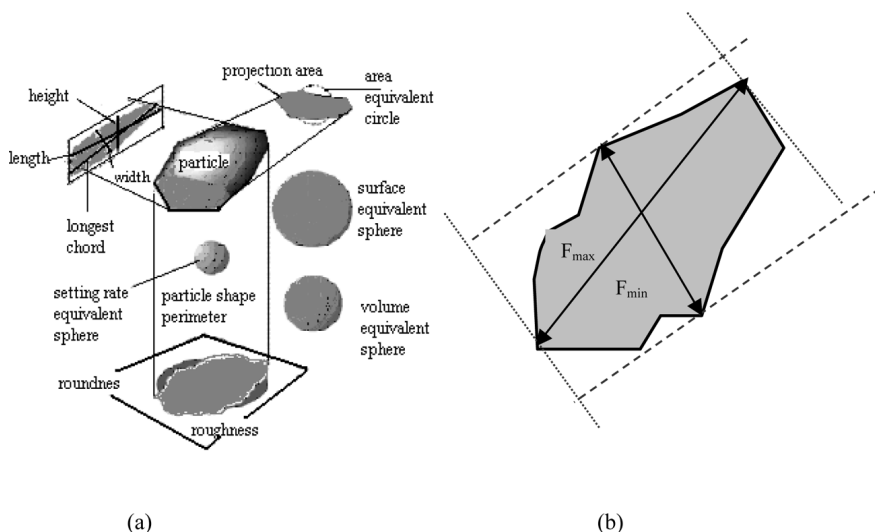 projection area
area
equivalent
circle
height
length
width
particle
longest
chord
surface
equivalent
sphere
setting rate
equivalent
sphere
particle shape
perimeter
volume
equivalent
sphere
roundnes
roughness
(a)
Fmax
Fmin
(b)